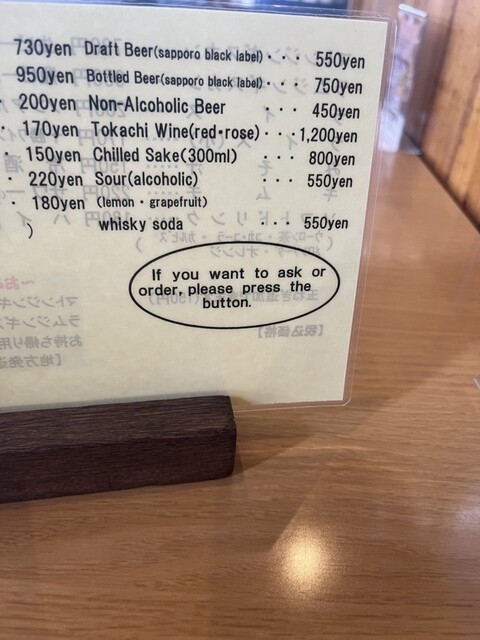 730yen Draft Beer(sapporo black label)・・・ 550yen
950yen Bottled Beer(sapporo black label)・・・ 750yen
・ 200yen Non-Alcoholic Beer ・・・ 450yen
・ 170yen Tokachi Wine(red・rose)・・・1,200yen
・ 150yen Chilled Sake(300ml) ・・・ 800yen
・ 220yen Sour(alcoholic) ・・・ 550yen
・ 180yen (lemon・grapefruit)
) whisky soda ・・・ 550yen
If you want to ask or
order, please press the
button.